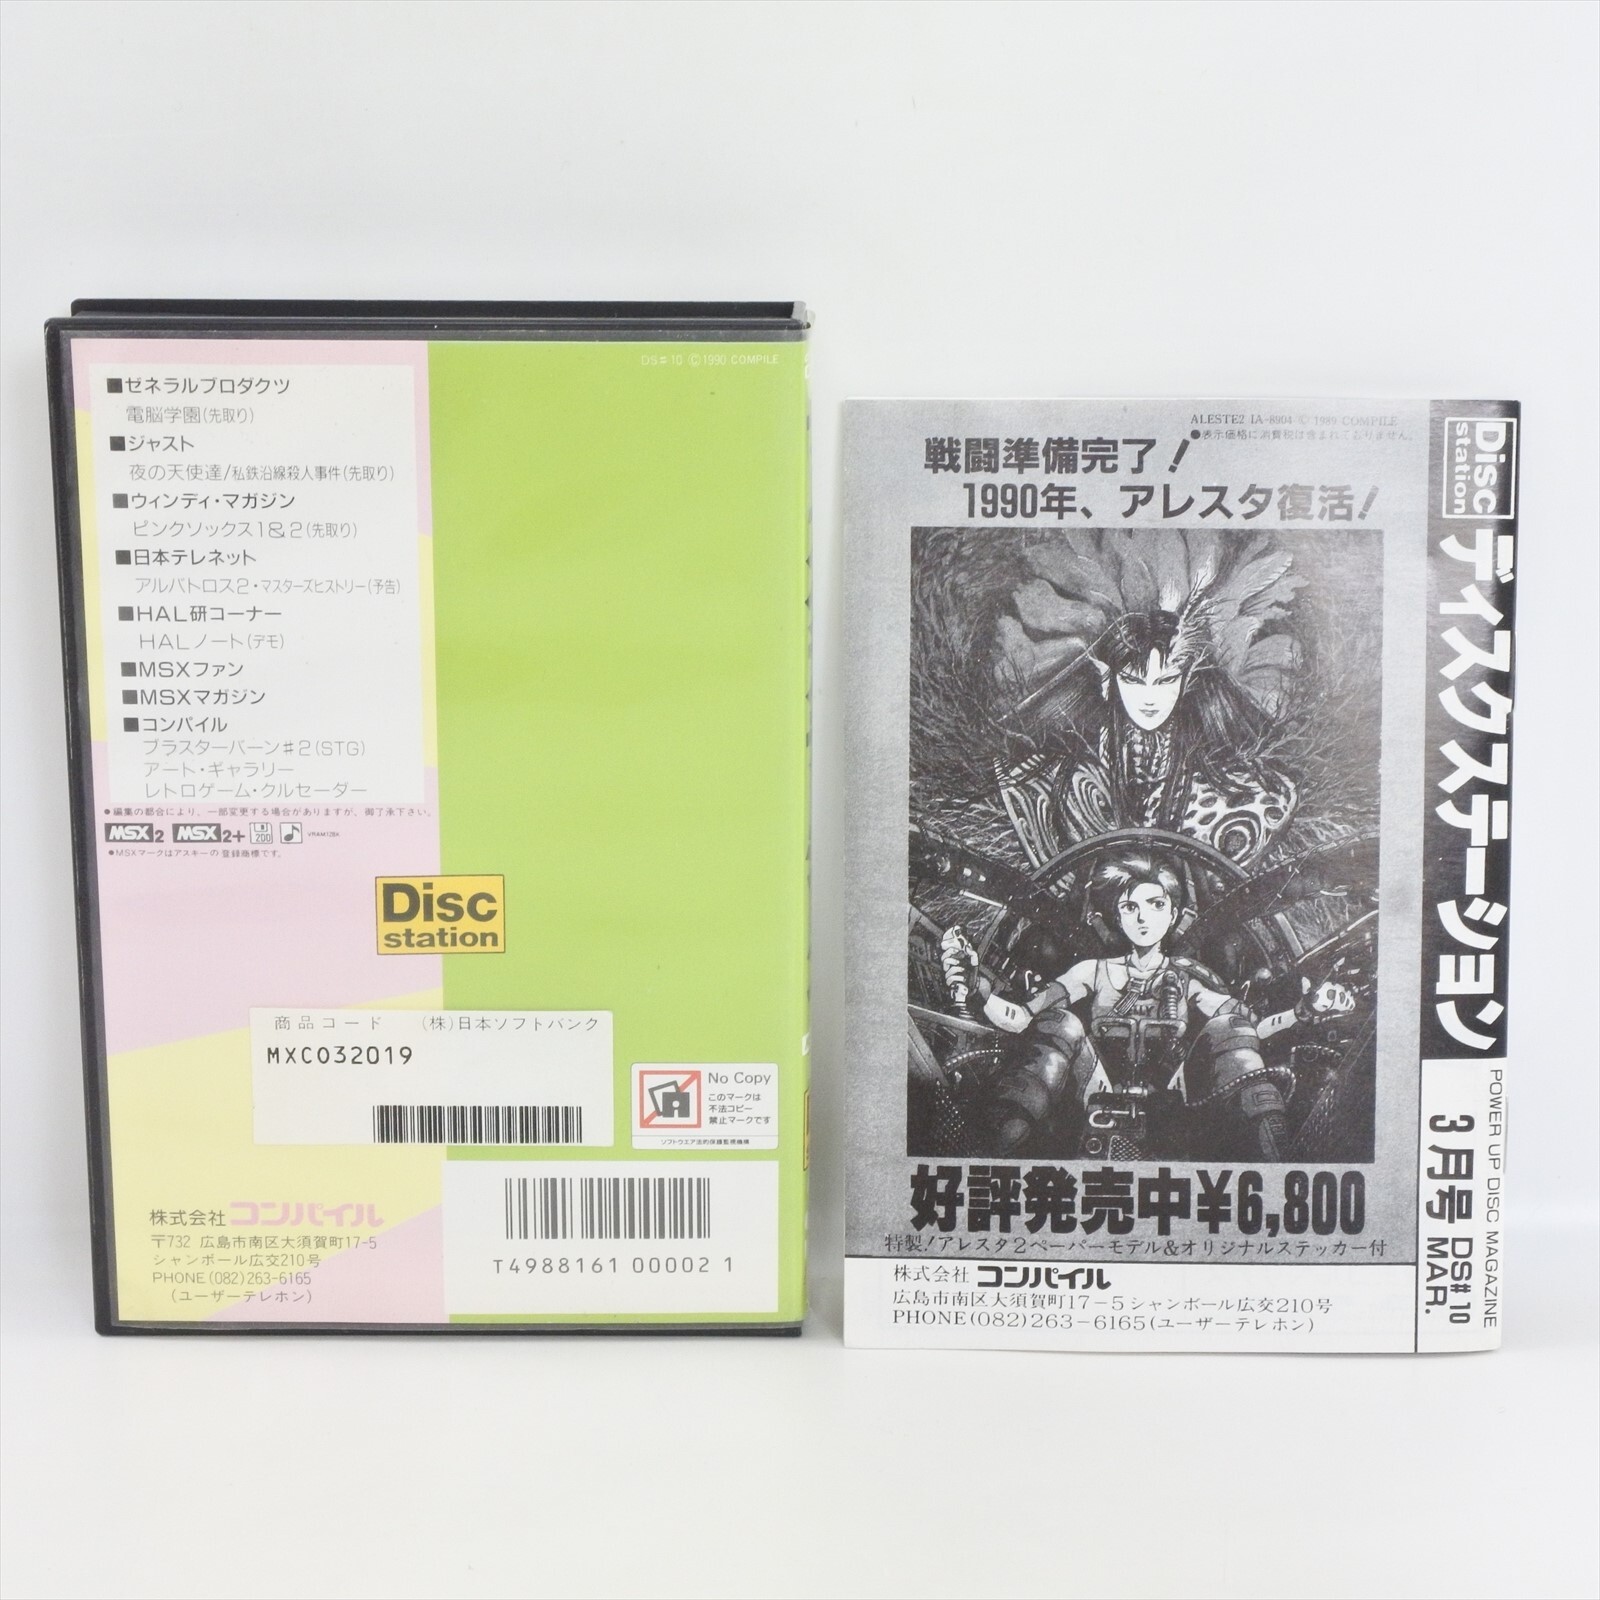 DS#10 ©1990 COMPILE
■ゼネラルプロダクツ
電脳学園(先取り)
■ジャスト
夜の天使達/私鉄沿線殺人事件(先取り)
■ウィンディ・マガジン
ピンクソックス1&2(先取り)
■日本テレネット
アルバトロス2・マスターズヒストリー(予告)
■HAL研コーナー
HALノート(デモ)
■MSXファン
■MSXマガジン
■コンパイル
ブラスターバーン#2(STG)
アート・ギャラリー
レトロゲーム・クルセーダー
●編集の都合により、一部変更する場合がありますが、御了承下さい。
MSX2 MSX2+ 2DD VRAM128K
●MSXマークはアスキーの登録商標です。
Disc
station
商品コード (株)日本ソフトバンク
MXC032019
No Copy
このマークは
不法コピー
禁止マークです
ソフトウエア法的保護監視機構
株式会社コンパイル
〒732 広島市南区大須賀町17-5
シャンボール広交210号
PHONE(082)263-6165
(ユーザーテレホン)
T4988161 00002 1
ALESTE2 IA-8904 © 1989 COMPILE
●表示価格に消費税は含まれておりません。
戦闘準備完了!
1990年、アレスタ復活!
好評発売中¥6,800
特製!アレスタ2ペーパーモデル&オリジナルステッカー付
株式会社 コンパイル
広島市南区大須賀町17-5シャンボール広交210号
PHONE(082)263-6165(ユーザーテレホン)
Disc
station
ディスクステーション
POWER UP DISC MAGAZINE
3月号 DS#10
MAR.